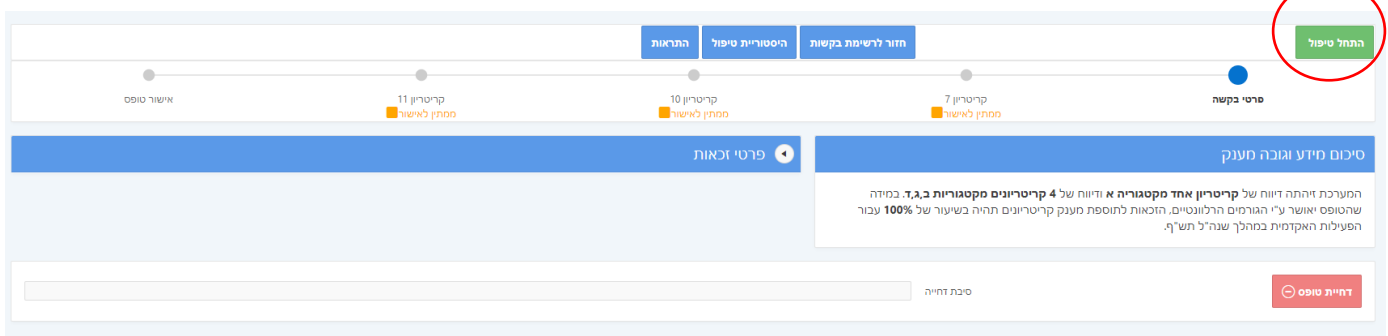 התחל טיפול
חזור לרשימת בקשות
היסטוריית טיפול
התראות
פרטי בקשה
קריטריון 7
ממתין לאישור
קריטריון 10
ממתין לאישור
קריטריון 11
ממתין לאישור
אישור טופס
סיכום מידע וגובה מענק
המערכת זיהתה דיווח של קריטריון אחד מקטגוריה א ודיווח של 4 קריטריונים מקטגוריות ב,ג,ד. במידה
שהטופס יאושר ע"י הגורמים הרלוונטיים, הזכאות לתוספת מענק קריטריונים תהיה בשיעור של 100% עבור
הפעילות האקדמית במהלך שנה"ל תש"ף.
פרטי זכאות
דחיית טופס
סיבת דחייה